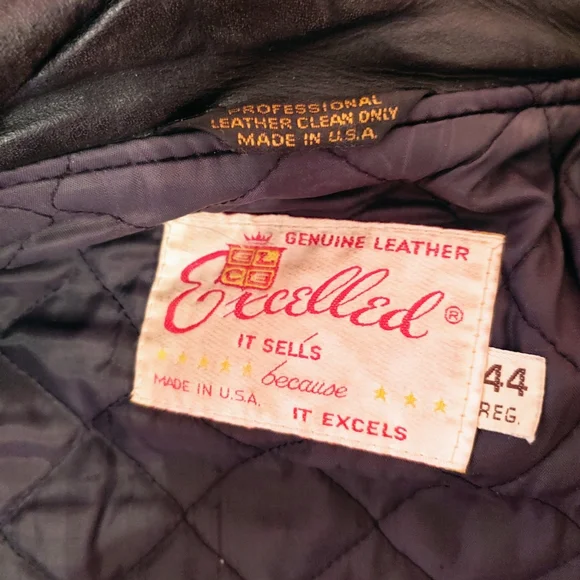 PROFESSIONAL
LEATHER CLEAN ONLY
MADE IN U.S.A.
GENUINE LEATHER
EL
CE
Excelled®
IT SELLS
because
MADE IN U.S.A.
IT EXCELS
44
REG.